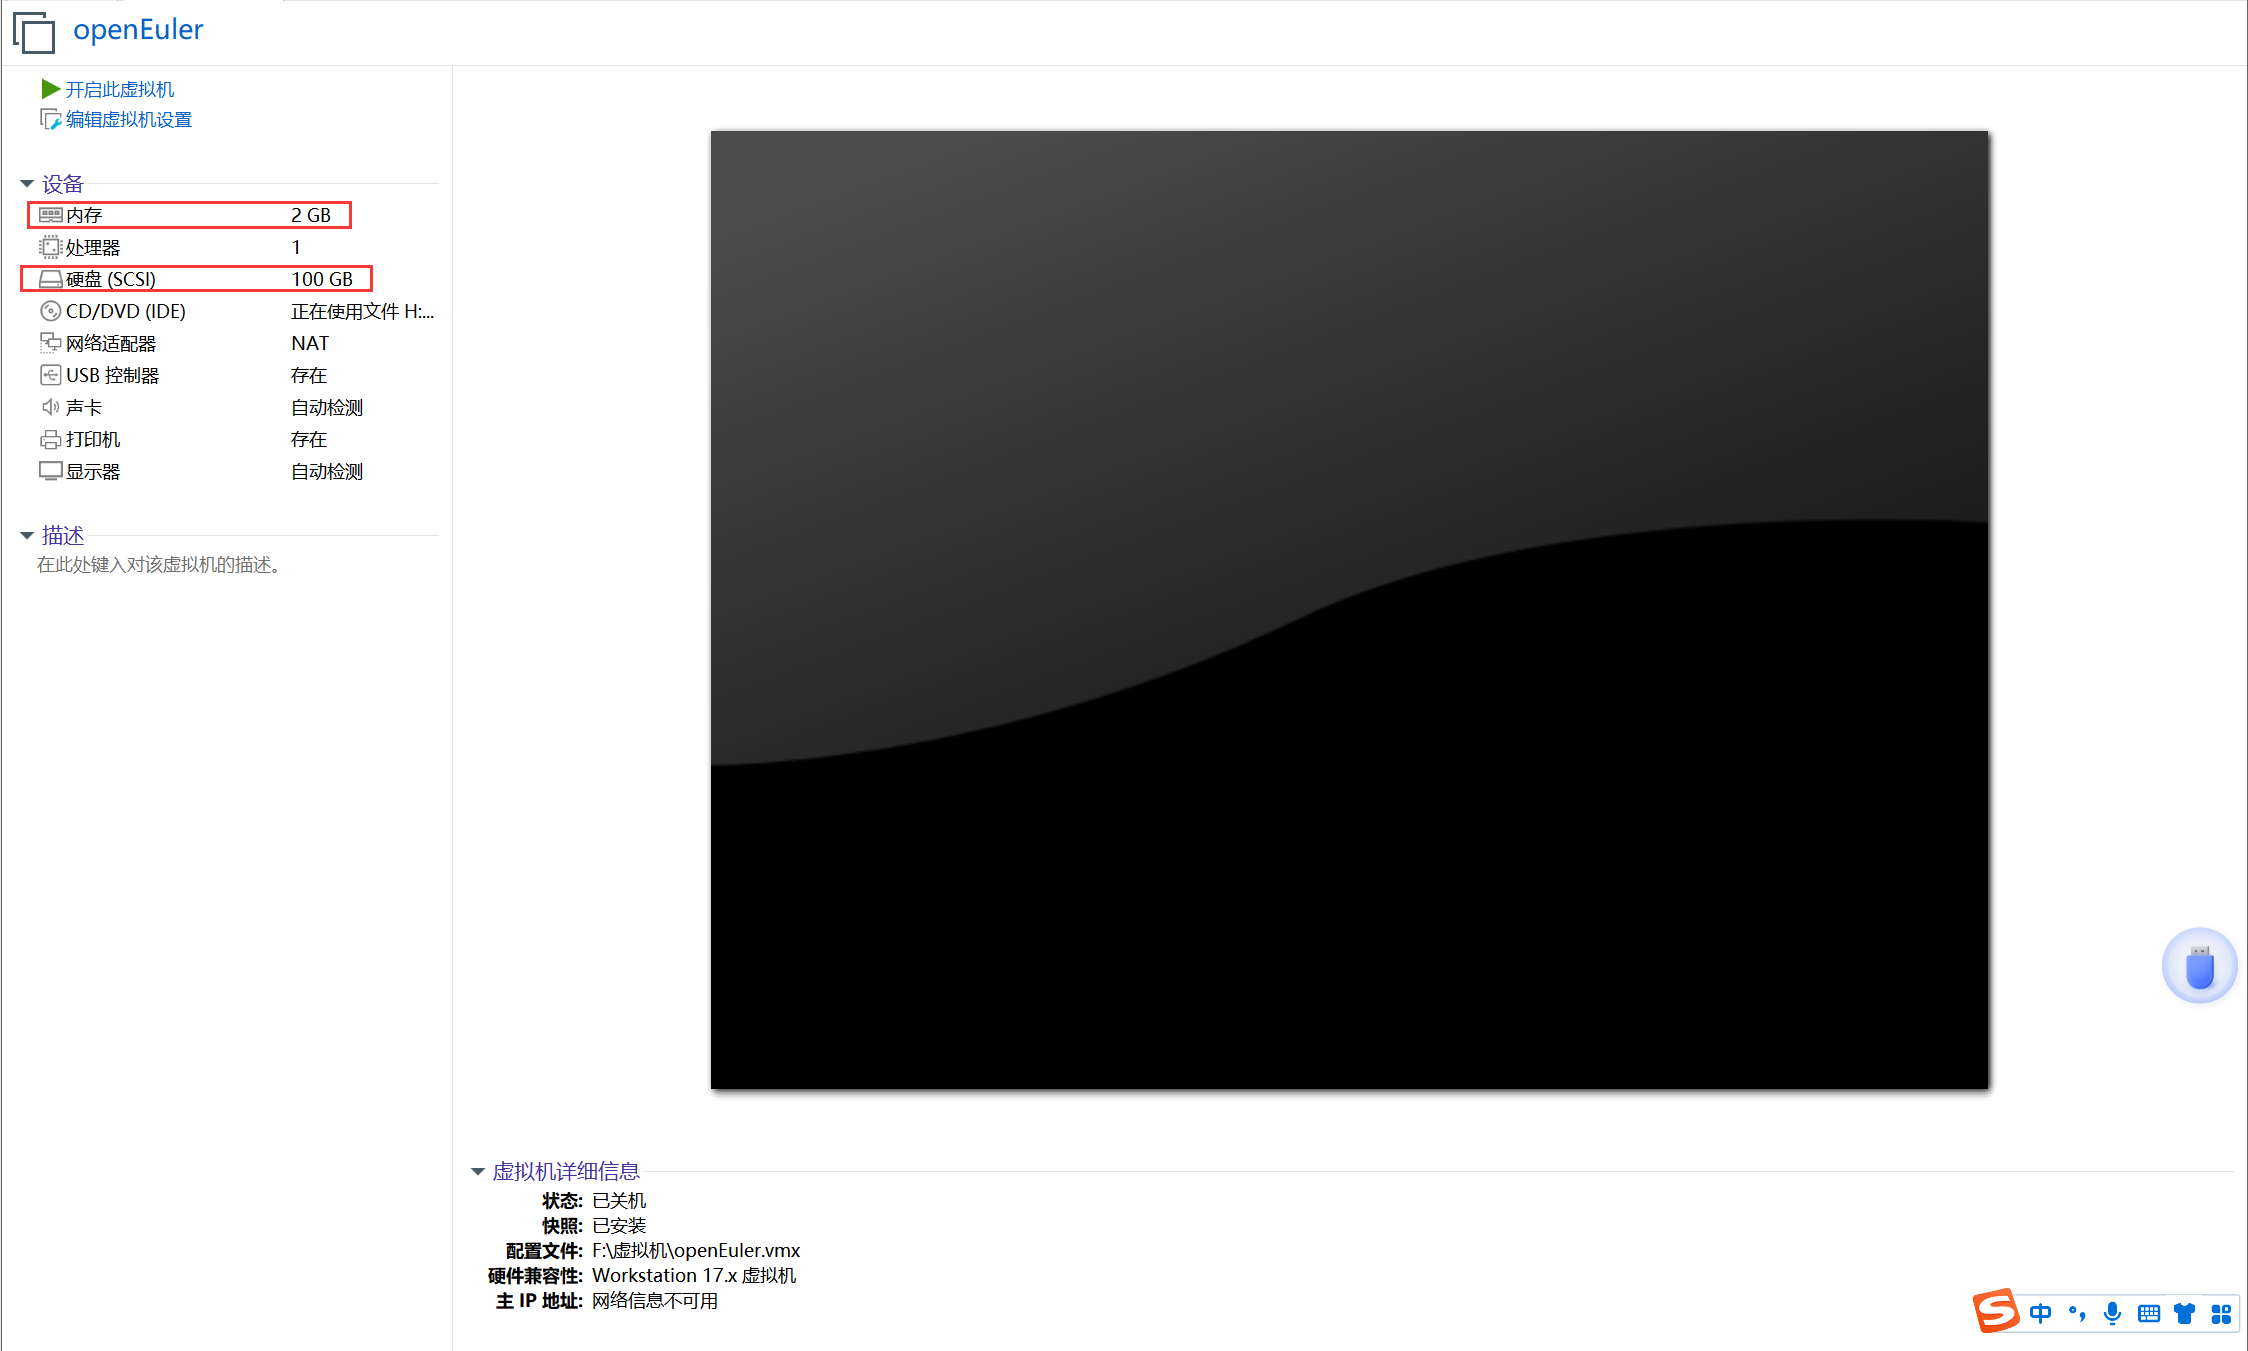 openEuler
开启此虚拟机
编辑虚拟机设置
设备
内存 2 GB
处理器 1
硬盘 (SCSI) 100 GB
CD/DVD (IDE) 正在使用文件 H:...
网络适配器 NAT
USB 控制器 存在
声卡 自动检测
打印机 存在
显示器 自动检测
描述
在此处键入对该虚拟机的描述。
虚拟机详细信息
状态: 已关机
快照: 已安装
配置文件: F:\虚拟机\openEuler.vmx
硬件兼容性: Workstation 17.x 虚拟机
主 IP 地址: 网络信息不可用
中